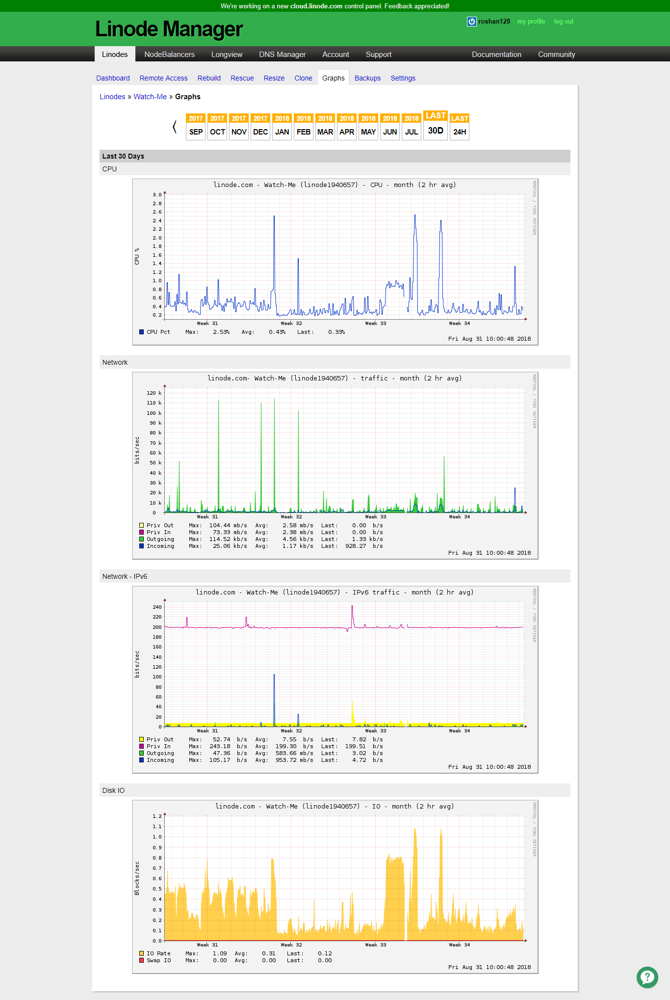 We're working on a new cloud.linode.com control panel. Feedback appreciated!
Linode Manager
roshan128 my profile log out
Linodes NodeBalancers Longview DNS Manager Account Support Documentation Community
Dashboard Remote Access Rebuild Rescue Resize Clone Graphs Backups Settings
Linodes » Watch-Me » Graphs
2017 2017 2017 2017 2018 2018 2018 2018 2018 2018 2018 LAST LAST
SEP OCT NOV DEC JAN FEB MAR APR MAY JUN JUL 30D 24H
Last 30 Days
CPU
linode.com - Watch-Me (linode1940657) - CPU - month (2 hr avg)
RRDTOOL / TOBI OETIKER
CPU %
3.0
2.8
2.6
2.4
2.2
2.0
1.8
1.6
1.4
1.2
1.0
0.8
0.6
0.4
0.2
Week 31 Week 32 Week 33 Week 34
CPU Pct Max: 2.53% Avg: 0.43% Last: 0.33%
Fri Aug 31 10:00:48 2018
Network
linode.com- Watch-Me (linode1940657) - traffic - month (2 hr avg)
RRDTOOL / TOBI OETIKER
bits/sec
120 k
110 k
100 k
90 k
80 k
70 k
60 k
50 k
40 k
30 k
20 k
10 k
0
Week 31 Week 32 Week 33 Week 34
Priv Out Max: 104.44 mb/s Avg: 2.58 mb/s Last: 0.00 b/s
Priv In Max: 73.33 mb/s Avg: 2.38 mb/s Last: 0.00 b/s
Outgoing Max: 114.52 kb/s Avg: 4.56 kb/s Last: 1.33 kb/s
Incoming Max: 25.06 kb/s Avg: 1.17 kb/s Last: 928.27 b/s
Fri Aug 31 10:00:48 2018
Network - IPv6
linode.com - Watch-Me (linode1940657) - IPv6 traffic - month (2 hr avg)
RRDTOOL / TOBI OETIKER
bits/sec
240
220
200
180
160
140
120
100
80
60
40
20
0
Week 31 Week 32 Week 33 Week 34
Priv Out Max: 52.74 b/s Avg: 7.55 b/s Last: 7.82 b/s
Priv In Max: 243.18 b/s Avg: 199.30 b/s Last: 199.51 b/s
Outgoing Max: 47.36 b/s Avg: 583.66 mb/s Last: 3.02 b/s
Incoming Max: 105.17 b/s Avg: 953.72 mb/s Last: 4.72 b/s
Fri Aug 31 10:00:48 2018
Disk IO
linode.com - Watch-Me (linode1940657) - IO - month (2 hr avg)
RRDTOOL / TOBI OETIKER
Blocks/sec
1.2
1.1
1.0
0.9
0.8
0.7
0.6
0.5
0.4
0.3
0.2
0.1
0.0
Week 31 Week 32 Week 33 Week 34
IO Rate Max: 1.09 Avg: 0.31 Last: 0.12
Swap IO Max: 0.00 Avg: 0.00 Last: 0.00
Fri Aug 31 10:00:48 2018
?